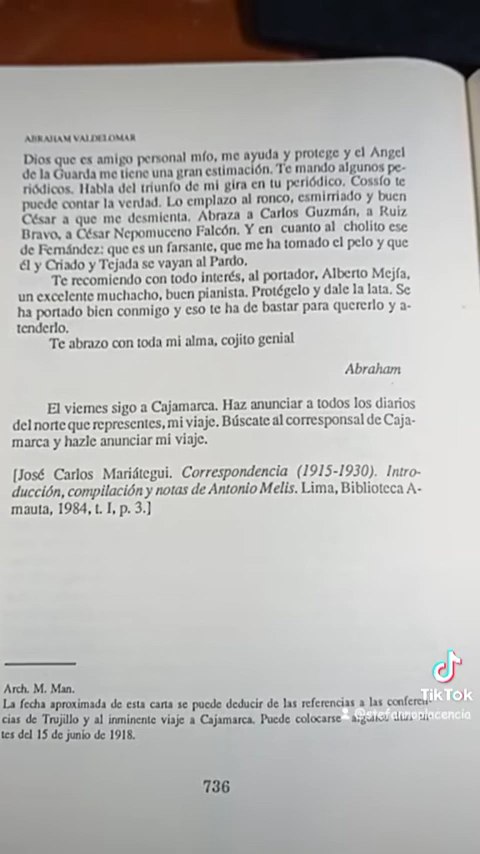 ABRAHAM VALDELOMAR
Dios que es amigo personal mío, me ayuda y protege y el Angel
de la Guarda me tiene una gran estimación. Te mando algunos pe-
riódicos. Habla del triunfo de mi gira en tu periódico. Cossío te
puede contar la verdad. Lo emplazo al ronco, esmirriado y buen
César a que me desmienta. Abraza a Carlos Guzmán, a Ruiz
Bravo, a César Nepomuceno Falcón. Y en cuanto al cholito ese
de Fernández: que es un farsante, que me ha tomado el pelo y que
él y Criado y Tejada se vayan al Pardo.
Te recomiendo con todo interés, al portador, Alberto Mejía,
un excelente muchacho, buen pianista. Protégelo y dale la lata. Se
ha portado bien conmigo y eso te ha de bastar para quererlo y a-
tenderlo.
Te abrazo con toda mi alma, cojito genial
Abraham
El viernes sigo a Cajamarca. Haz anunciar a todos los diarios
del norte que representes, mi viaje. Búscate al corresponsal de Caja-
marca y hazle anunciar mi viaje.
[José Carlos Mariátegui. Correspondencia (1915-1930). Intro-
ducción, compilación y notas de Antonio Melis. Lima, Biblioteca A-
mauta, 1984, t. I, p. 3.]
Arch. M. Man.
La fecha aproximada de esta carta se puede deducir de las referencias a las conferen-
cias de Trujillo y al inminente viaje a Cajamarca. Puede colocarse
tes del 15 de junio de 1918.
736
TikTok
@stefannoplacencia